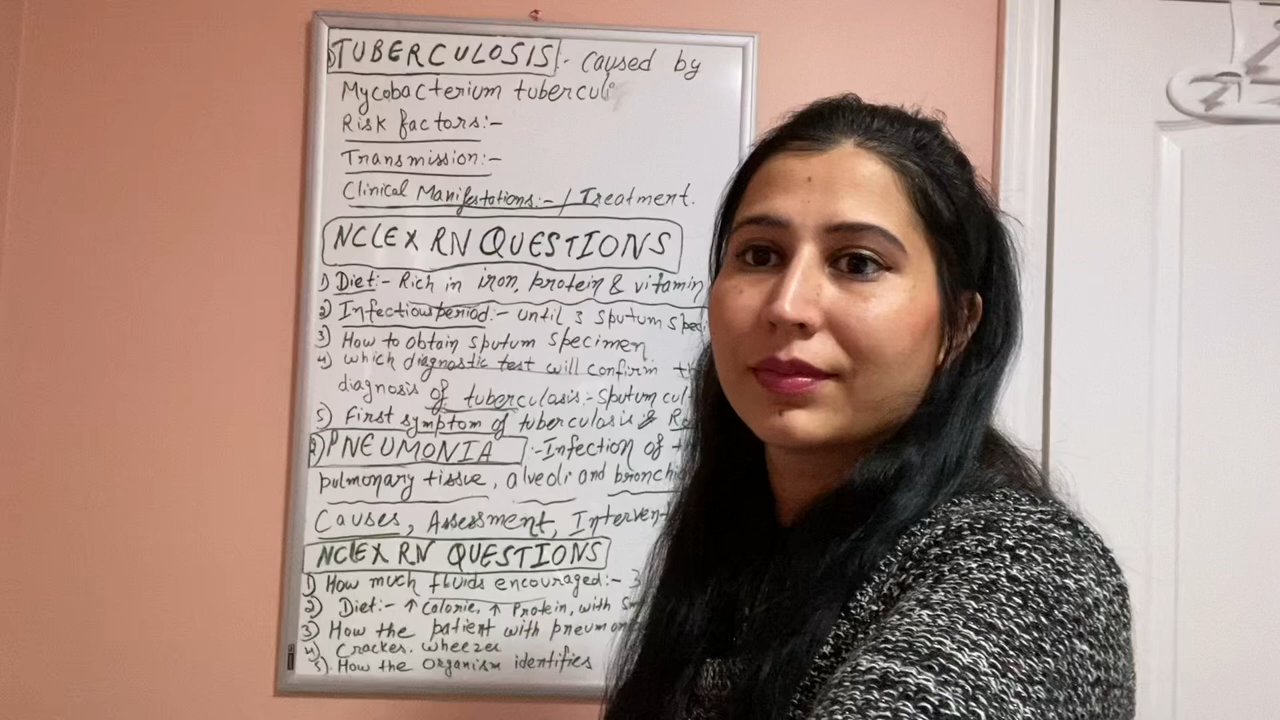 1) TUBERCULOSIS :- Caused by
Mycobacterium tuberculi
Risk factors:-
Transmission:-
Clinical Manifestations:- / Treatment.
NCLEX RN QUESTIONS
1) Diet:- Rich in iron, protein & vitamin
2) Infectious period:- until 3 sputum
3) How to obtain sputum specimen
4) which diagnostic test will confirm
diagnosis of tuberculosis:- sputum
5) First symptom of tuberculosis &
2) PNEUMONIA :- Infection of
pulmonary tissue, alveoli and
Causes, Assessment,
NCLEX RN QUESTIONS
1) How much fluids encouraged:- 3
2) Diet:- ↑ Calorie, ↑ Protein, with
3) How the patient with
4) Crackes, wheezes
5) How the Organism identifies